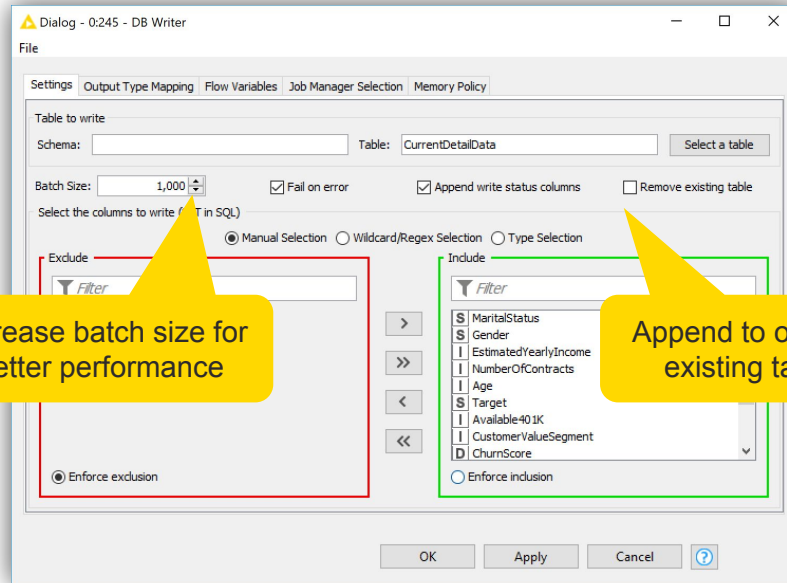 Dialog - 0:245 - DB Writer
File
Settings Output Type Mapping Flow Variables Job Manager Selection Memory Policy
Table to write
Schema: Table: CurrentDetailData Select a table
Batch Size: 1,000 Fail on error Append write status columns Remove existing table
Select the columns to write ( in SQL)
Manual Selection Wildcard/Regex Selection Type Selection
Exclude Include
Filter Filter
> S MaritalStatus
S Gender
I EstimatedYearlyIncome
>> I NumberOfContracts
I Age
< S Target
I Available401K
<< I CustomerValueSegment
D ChurnScore
batch size for
performance
Append to
existing
Enforce exclusion Enforce inclusion
OK Apply Cancel ?